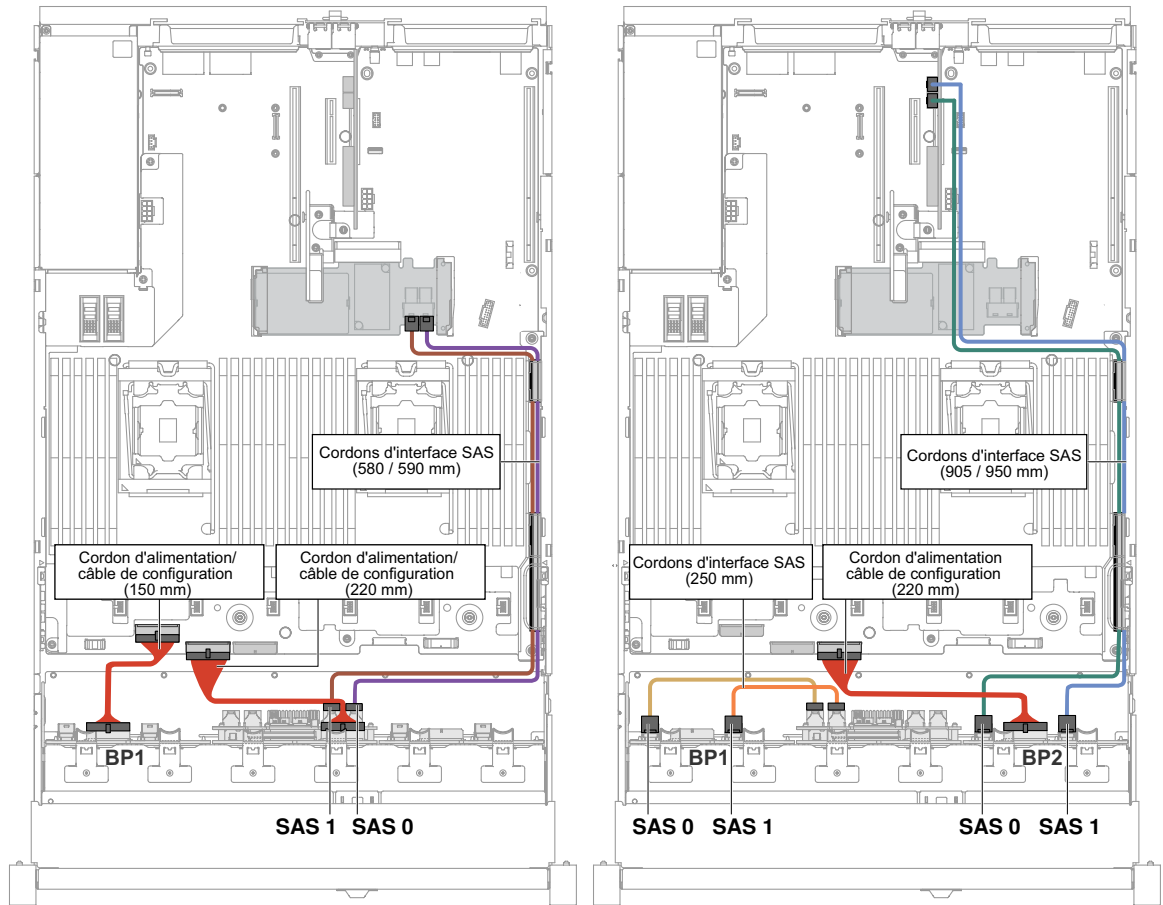 Cordons d'interface SAS
(580 / 590 mm)
Cordon d'alimentation/
câble de configuration
(150 mm)
Cordon d'alimentation/
câble de configuration
(220 mm)
BP1
SAS 1
SAS 0
Cordons d'interface SAS
(905 / 950 mm)
Cordons d'interface SAS
(250 mm)
Cordon d'alimentation
câble de configuration
(220 mm)
BP1
BP2
SAS 0
SAS 1
SAS 0
SAS 1